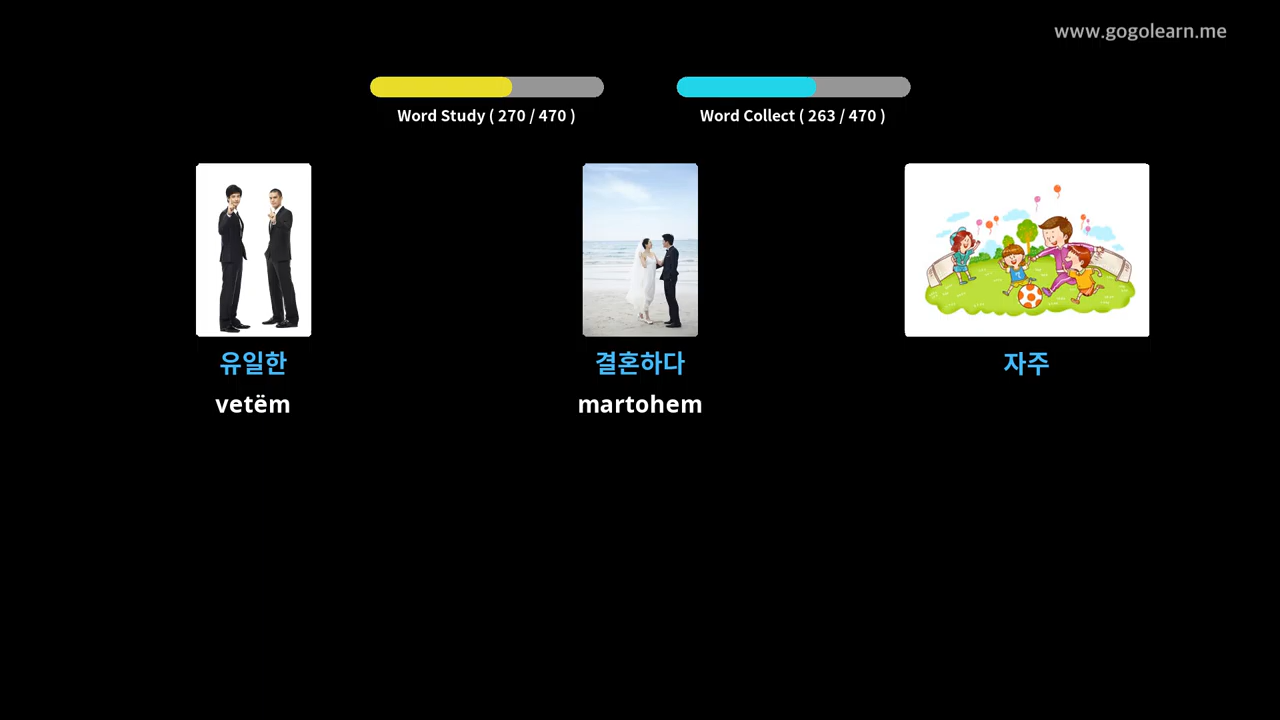 www.gogolearn.me
Word Study ( 270 / 470 )
Word Collect ( 263 / 470 )
유일한
결혼하다
자주
vetëm
martohem